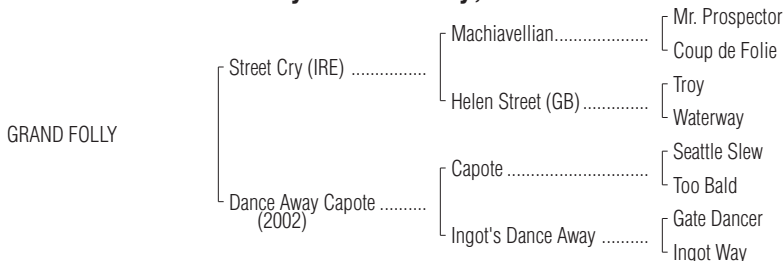 Mr. Prospector
Machiavellian
Coup de Folie
Street Cry (IRE)
Troy
Helen Street (GB)
Waterway
GRAND FOLLY
Seattle Slew
Capote
Too Bald
Dance Away Capote
(2002)
Gate Dancer
Ingot's Dance Away
Ingot Way